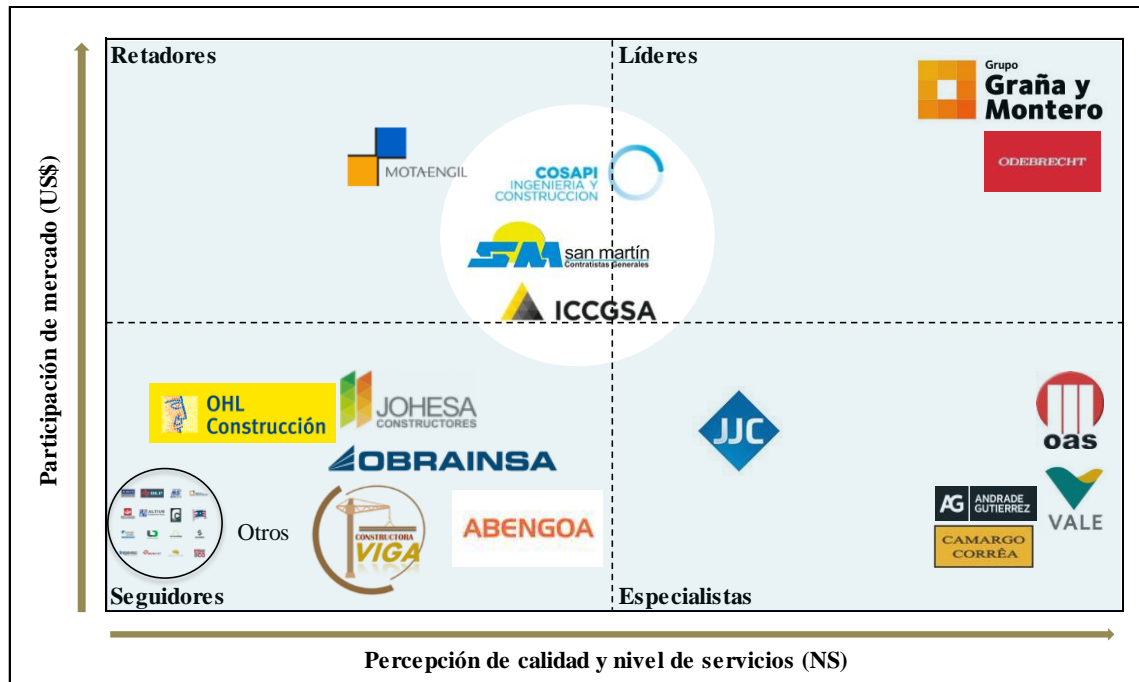 Retadores
Líderes
Grupo
Graña y
Montero
ODEBRECHT
MOTA-ENGIL
COSAPI
INGENIERIA Y
CONSTRUCCION
SM san martín
Contratistas Generales
ICCGSA
Participación de mercado (US$)
OHL
Construcción
JOHESA
CONSTRUCTORES
JJC
oas
OBRAINSA
AG ANDRADE
GUTIERREZ
VALE
Otros
CONSTRUCTORA
VIGA
ABENGOA
CAMARGO
CORRÊA
Seguidores
Especialistas
Percepción de calidad y nivel de servicios (NS)